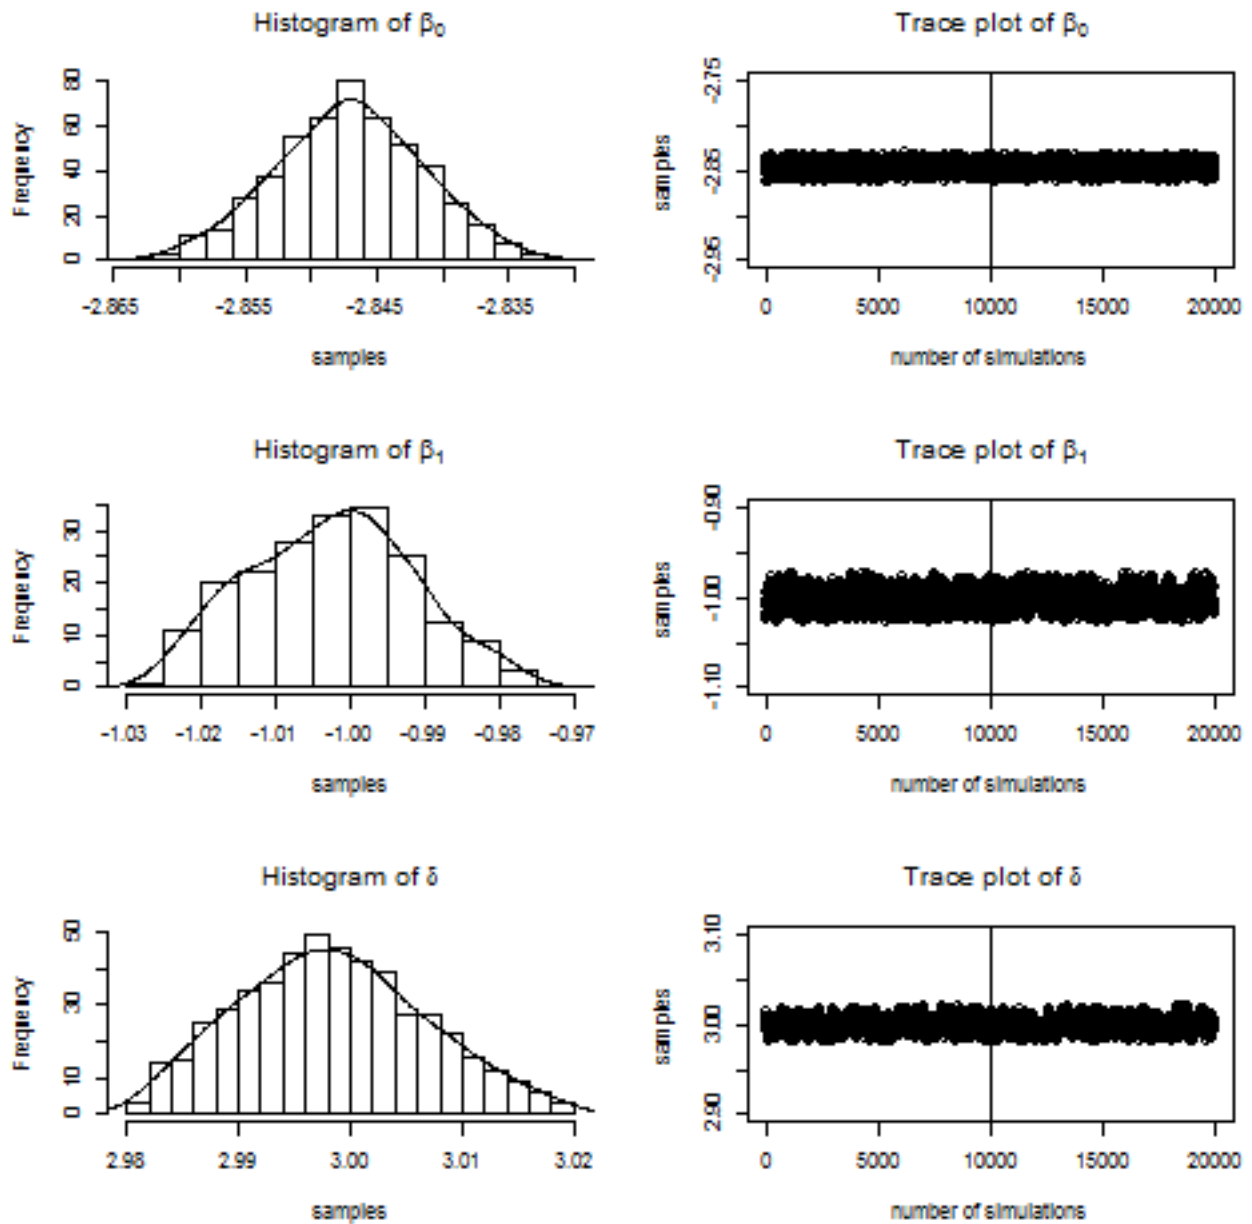 Histogram of β₀
Trace plot of β₀
Frequency
0 20 40 60 80
-2.865 -2.855 -2.845 -2.835
samples
samples
-2.95 -2.85 -2.75
0 5000 10000 15000 20000
number of simulations
Histogram of β₁
Trace plot of β₁
Frequency
0 10 20 30
-1.03 -1.02 -1.01 -1.00 -0.99 -0.98 -0.97
samples
samples
-1.10 -1.00 -0.90
0 5000 10000 15000 20000
number of simulations
Histogram of δ
Trace plot of δ
Frequency
0 10 30 50
2.98 2.99 3.00 3.01 3.02
samples
samples
2.90 3.00 3.10
0 5000 10000 15000 20000
number of simulations